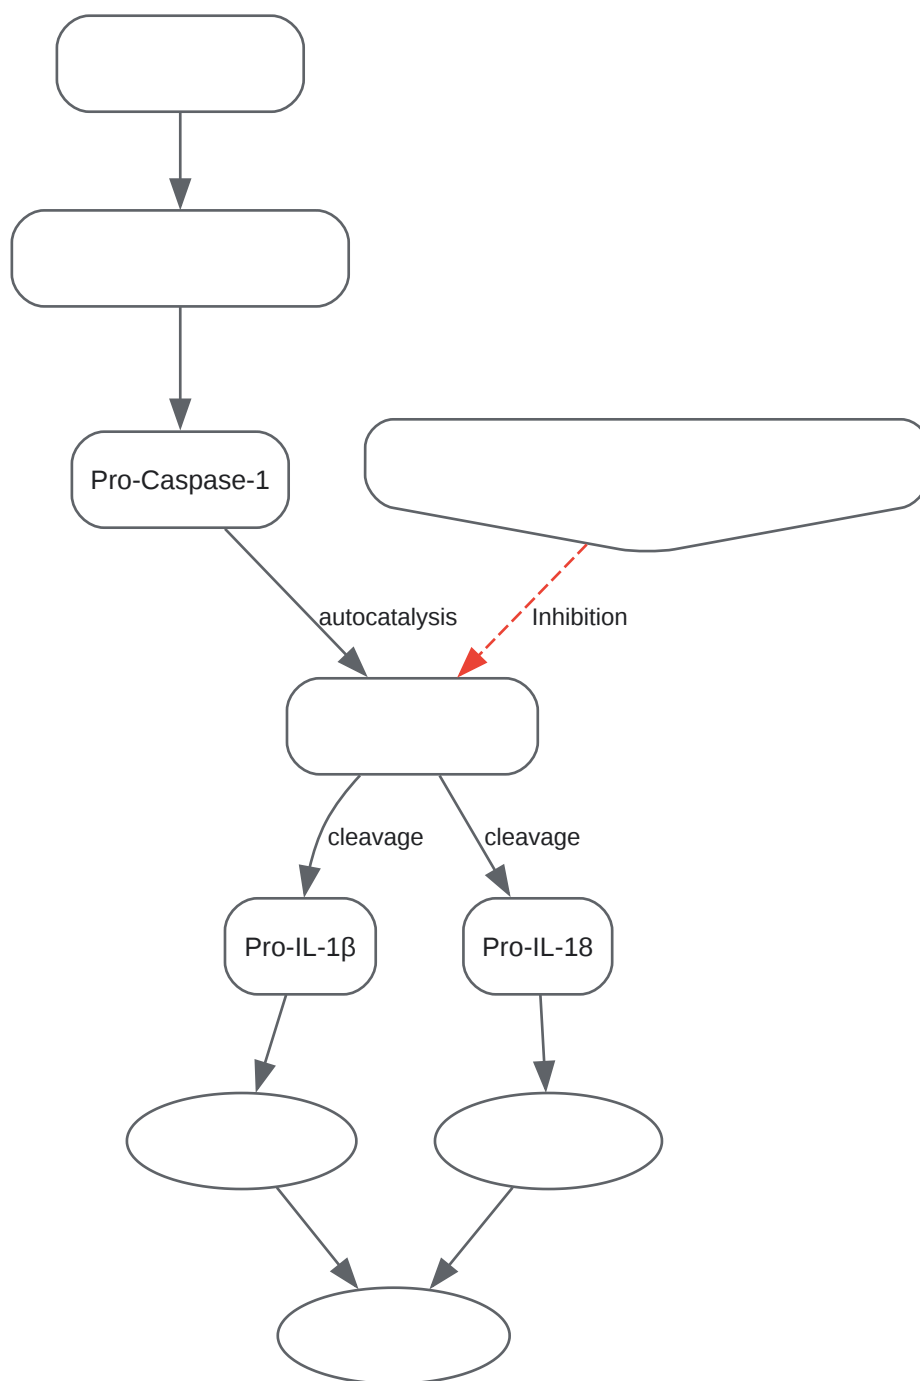 Pro-Caspase-1
autocatalysis
Inhibition
cleavage
cleavage
Pro-IL-1β
Pro-IL-18